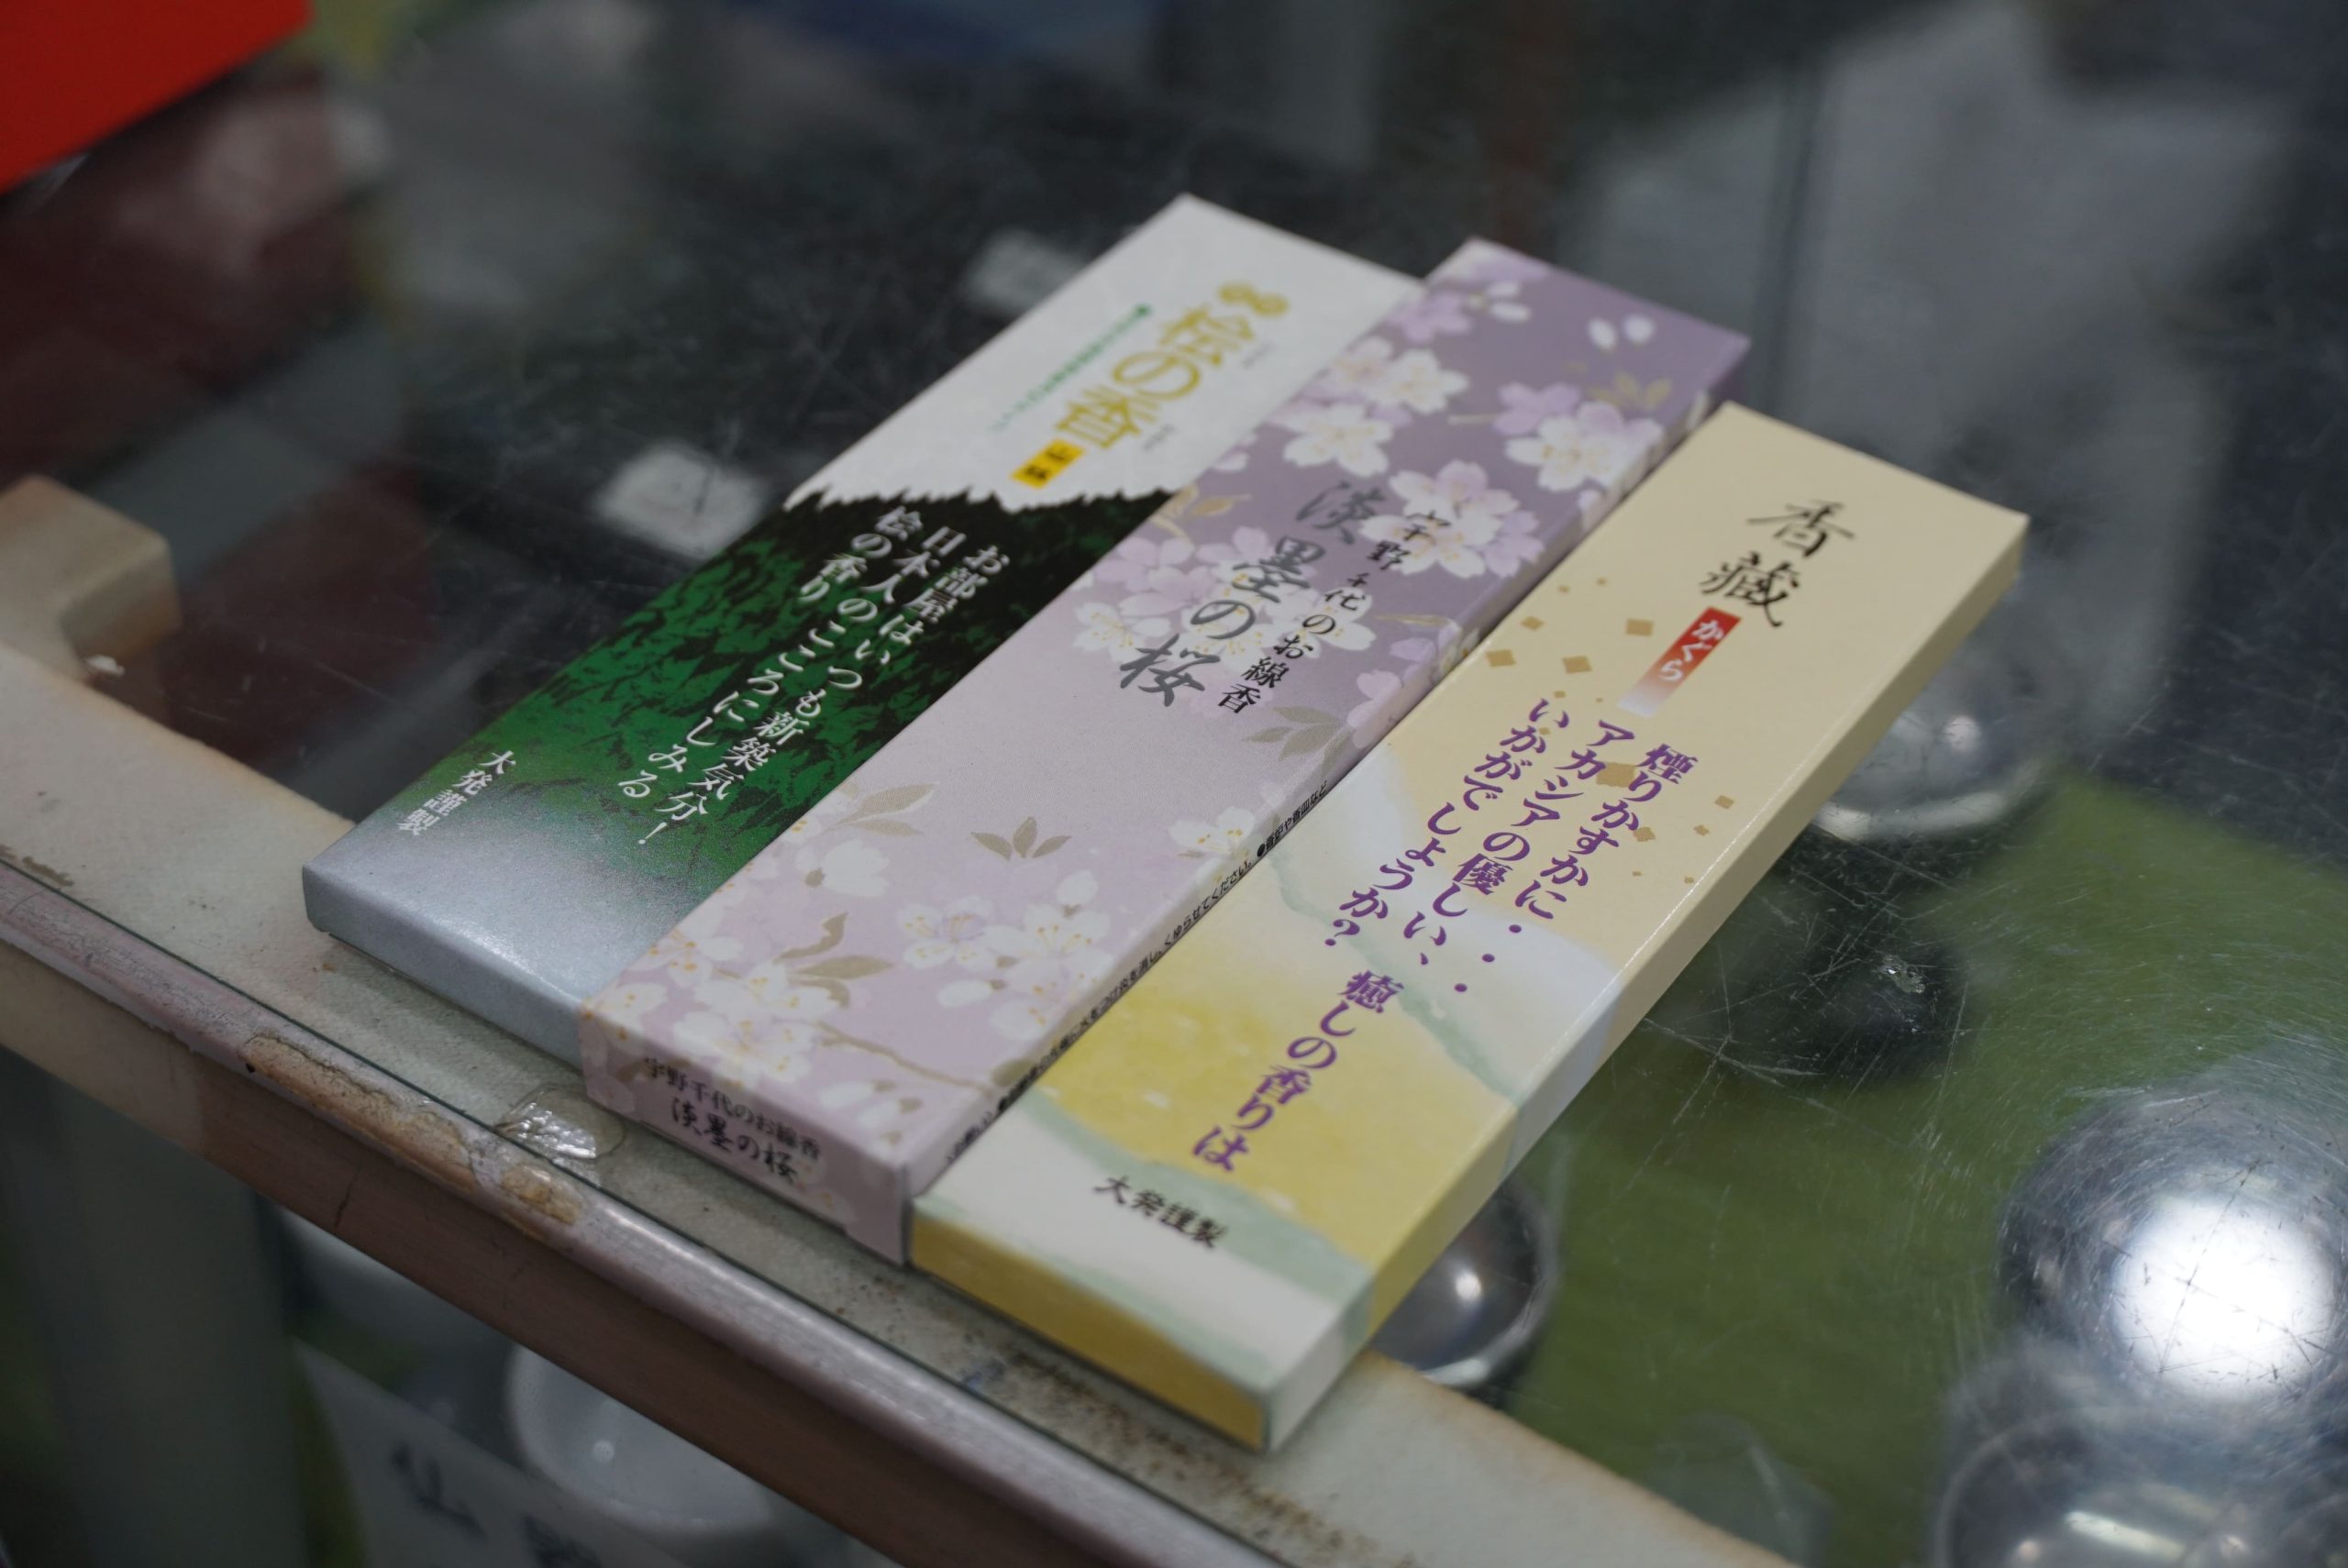 桧の香
山林
お部屋はいつも新築気分！
日本人のこころにしみる
桧の香り
大発謹製
宇野千代のお線香
淡墨の桜
宇野千代のお線香
淡墨の桜
香蔵
かぐら
煙りかすかに・・・
アカシアの優しい、癒しの香りは
いかがでしょうか？
大発謹製